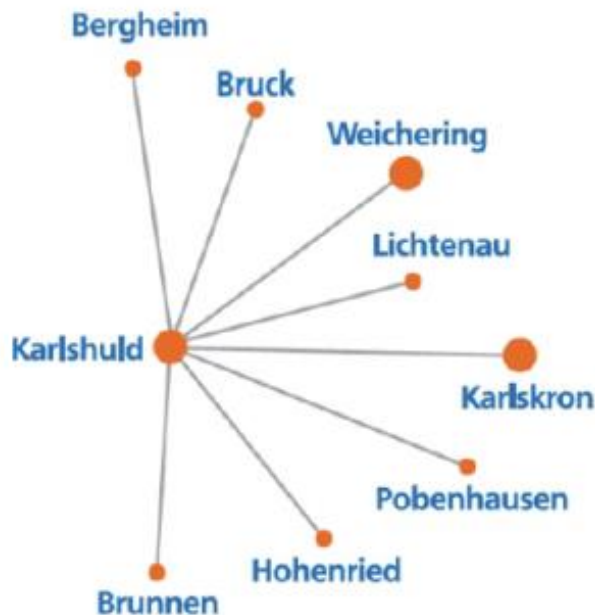 Bergheim
Bruck
Weichering
Lichtenau
Karlshuld
Karlskron
Pobenhausen
Hohenried
Brunnen